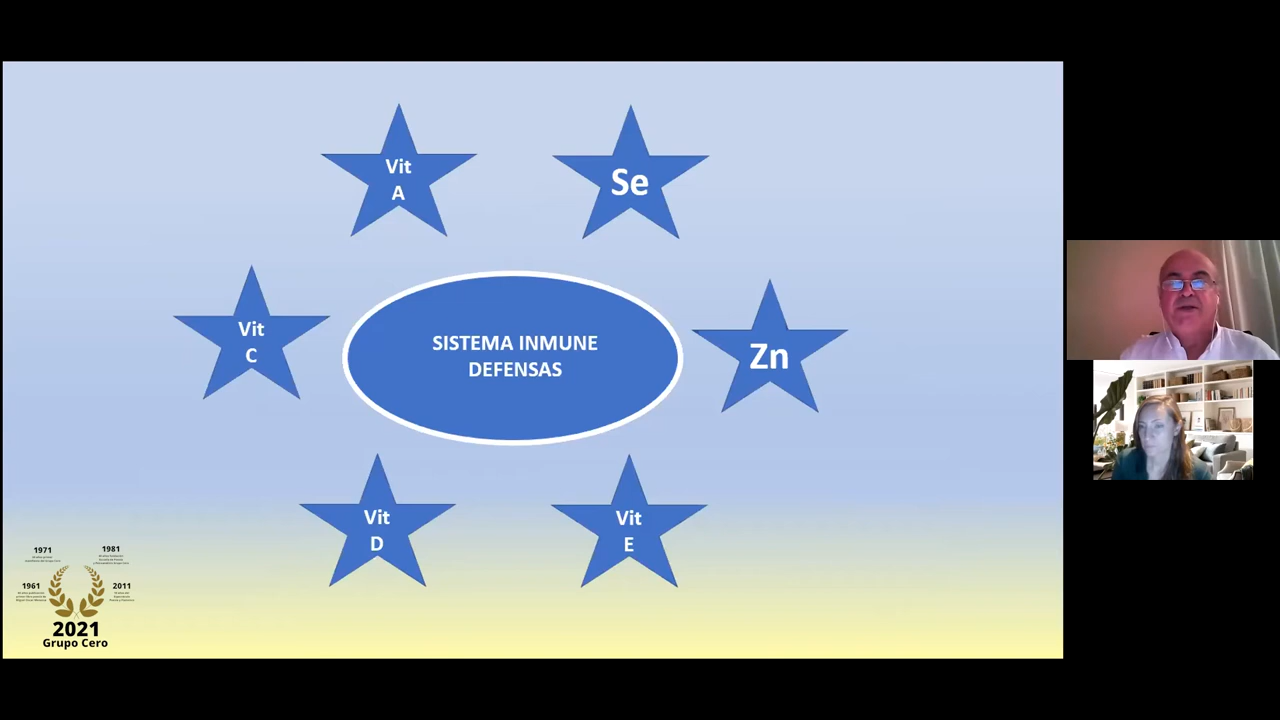 Vit
A
Se
Vit
C
SISTEMA INMUNE
DEFENSAS
Zn
Vit
D
Vit
E
1971
1981
1961
2011
2021
Grupo Cero